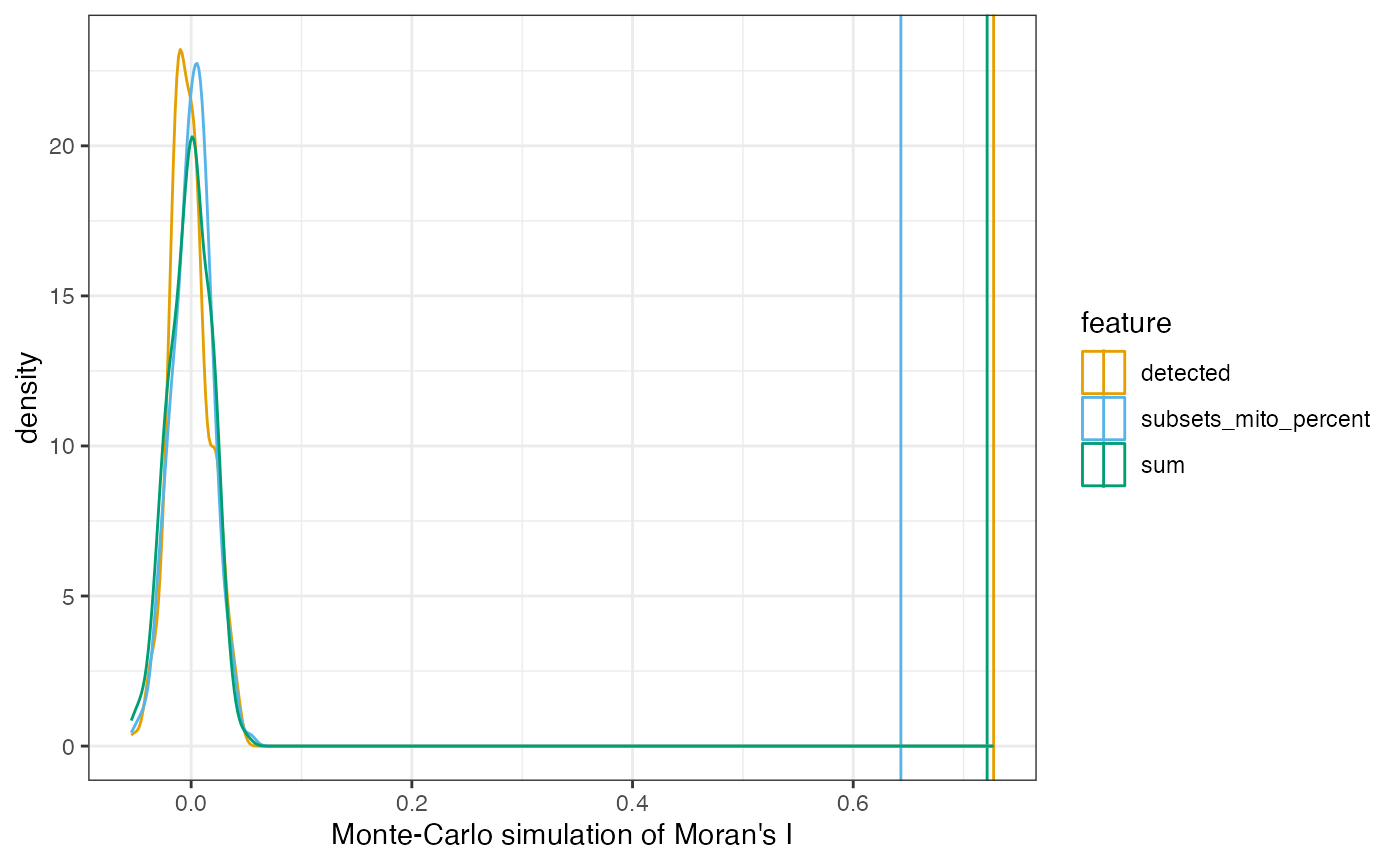 density
20
15
10
5
0
0.0 0.2 0.4 0.6
Monte-Carlo simulation of Moran's I
feature
detected
subsets_mito_percent
sum